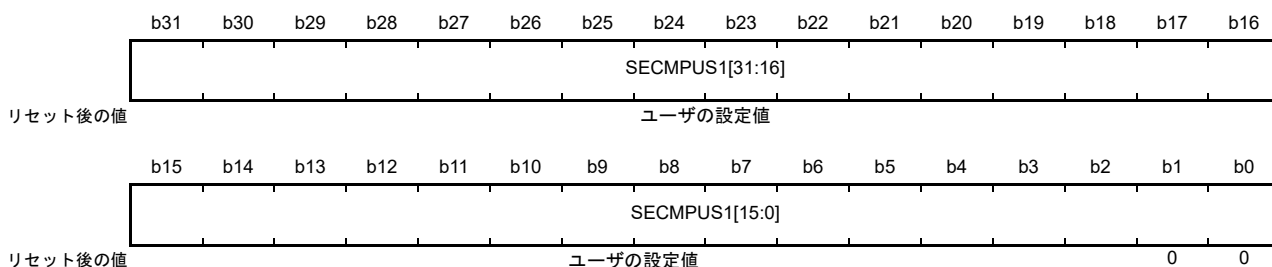 b31 b30 b29 b28 b27 b26 b25 b24 b23 b22 b21 b20 b19 b18 b17 b16
SECMPUS1[31:16]
リセット後の値 ユーザの設定値
b15 b14 b13 b12 b11 b10 b9 b8 b7 b6 b5 b4 b3 b2 b1 b0
SECMPUS1[15:0]
リセット後の値 ユーザの設定値 0 0